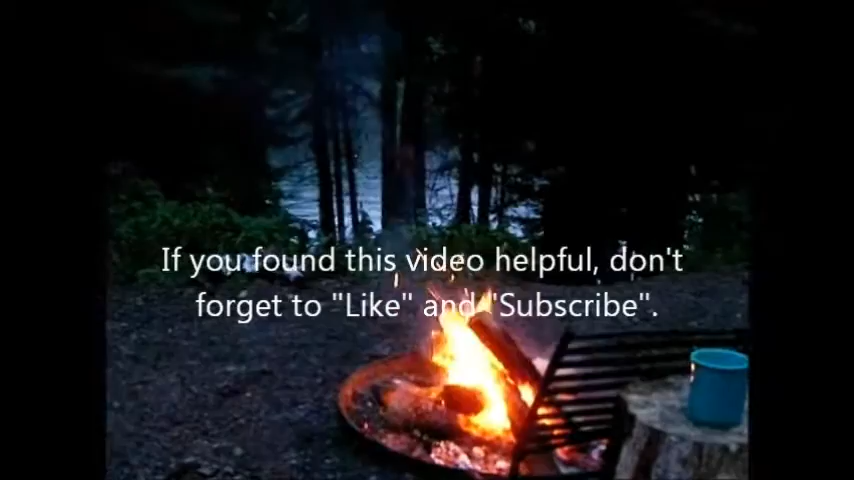 If you found this video helpful, don't
forget to "Like" and "Subscribe".